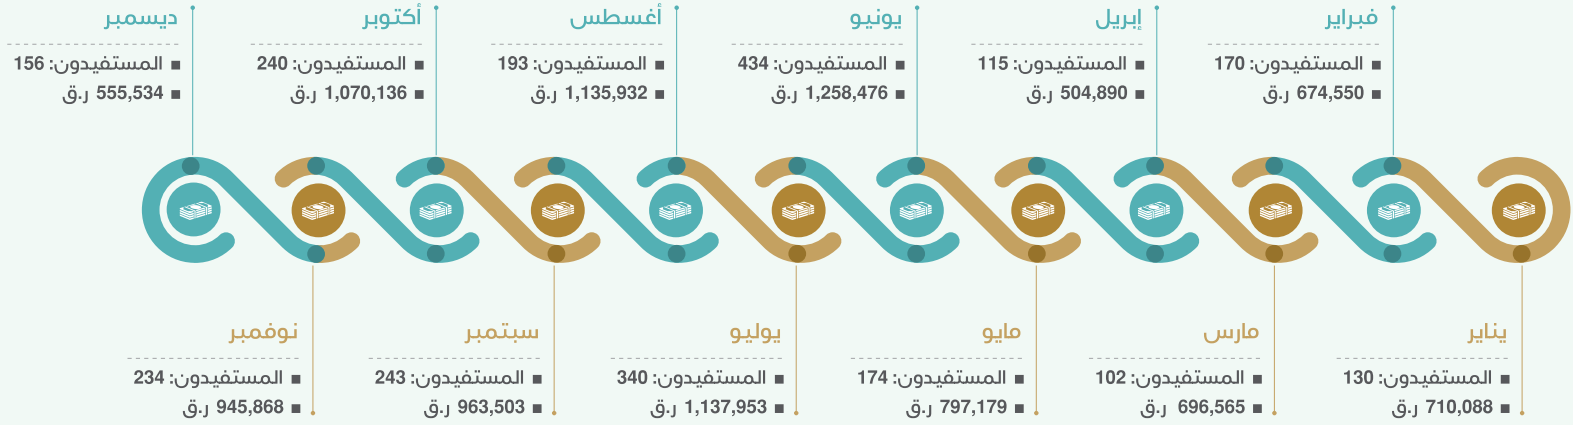 فبراير
المستفيدون: 170
674,550 ر.ق
إبريل
المستفيدون: 115
504,890 ر.ق
يونيو
المستفيدون: 434
1,258,476 ر.ق
أغسطس
المستفيدون: 193
1,135,932 ر.ق
أكتوبر
المستفيدون: 240
1,070,136 ر.ق
ديسمبر
المستفيدون: 156
555,534 ر.ق
يناير
المستفيدون: 130
710,088 ر.ق
مارس
المستفيدون: 102
696,565 ر.ق
مايو
المستفيدون: 174
797,179 ر.ق
يوليو
المستفيدون: 340
1,137,953 ر.ق
سبتمبر
المستفيدون: 243
963,503 ر.ق
نوفمبر
المستفيدون: 234
945,868 ر.ق